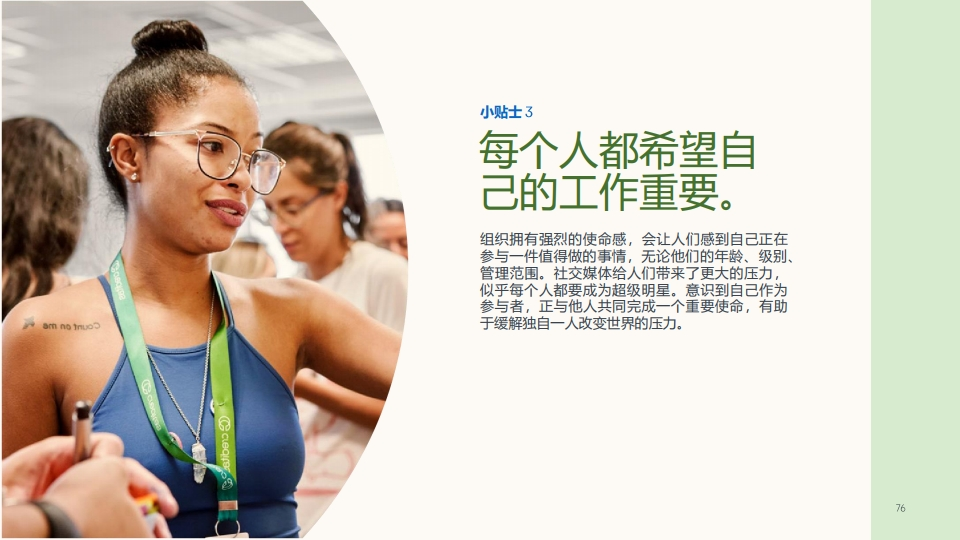 小贴士 3
每个人都希望自
己的工作重要。
组织拥有强烈的使命感，会让人们感到自己正在
参与一件值得做的事情，无论他们的年龄、级别、
管理范围。社交媒体给人们带来了更大的压力，
似乎每个人都要成为超级明星。意识到自己作为
参与者，正与他人共同完成一个重要使命，有助
于缓解独自一人改变世界的压力。
Count on me
creditas
76